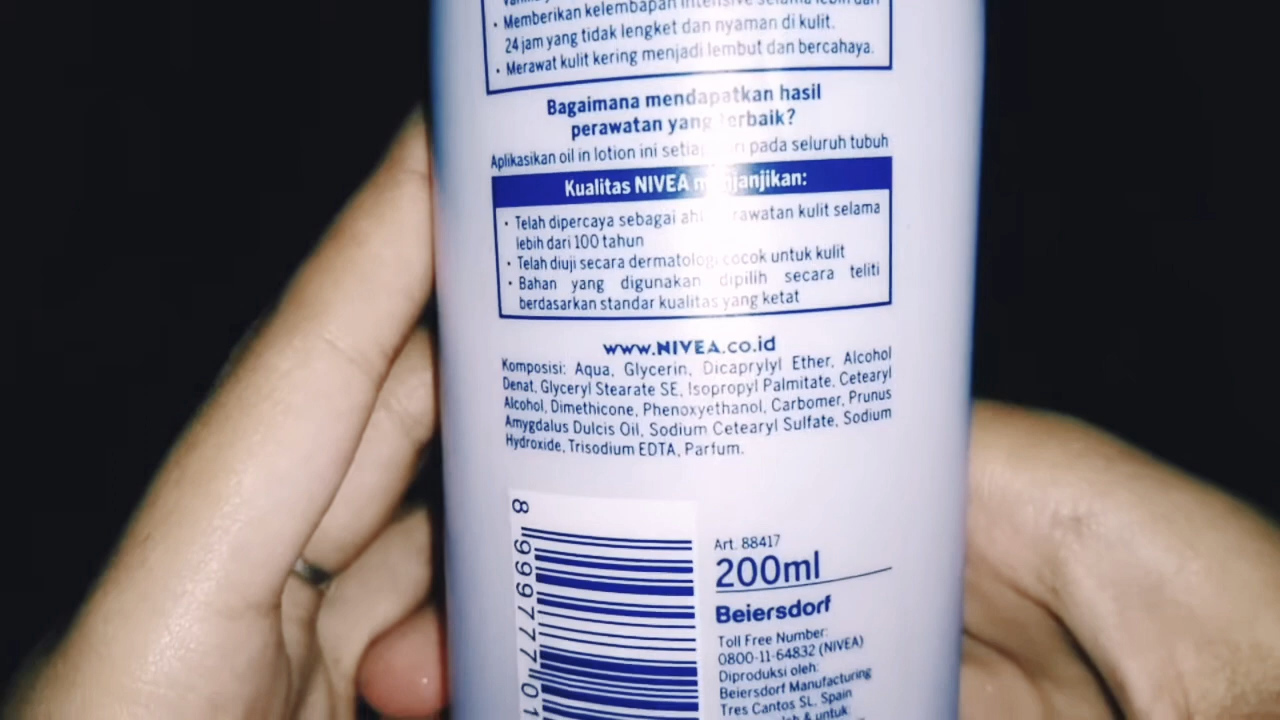 • Memberikan kelembapan intensive selama lebih dari
24 jam yang tidak lengket dan nyaman di kulit.
• Merawat kulit kering menjadi lembut dan bercahaya.
Bagaimana mendapatkan hasil
perawatan yang terbaik?
Aplikasikan oil in lotion ini pada seluruh tubuh
Kualitas NIVEA menjanjikan:
• Telah dipercaya sebagai kulit selama
lebih dari 100 tahun
• Telah diuji secara cocok untuk kulit
• Bahan yang digunakan dipilih secara teliti
berdasarkan standar kualitas yang ketat
www.NIVEA.co.id
Komposisi: Aqua, Glycerin, Dicaprylyl Ether, Alcohol
Denat, Glyceryl Stearate SE, Isopropyl Palmitate, Cetearyl
Alcohol, Dimethicone, Phenoxyethanol, Carbomer, Prunus
Amygdalus Dulcis Oil, Sodium Cetearyl Sulfate, Sodium
Hydroxide, Trisodium EDTA, Parfum.
8 999777 01
Art. 88417
200ml
Beiersdorf
Toll Free Number:
0800-11-64832 (NIVEA)
Diproduksi oleh:
Beiersdorf Manufacturing
Tres Cantos SL, Spain
& untuk: